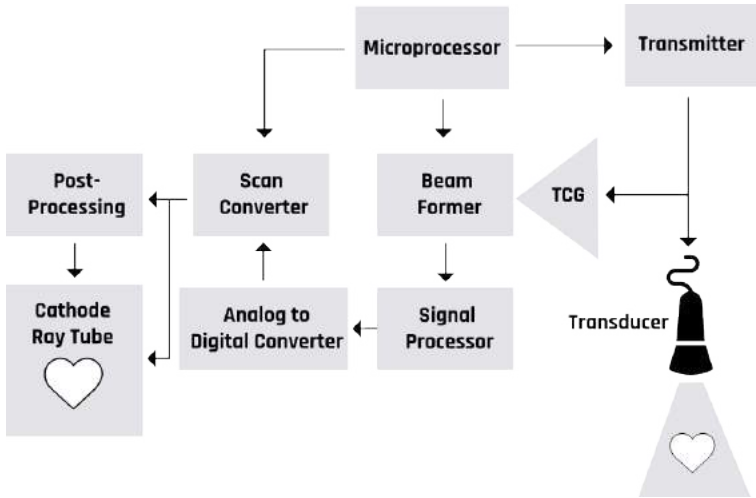 Microprocessor
Transmitter
Post-
Processing
Scan
Converter
Beam
Former
TCG
Cathode
Ray Tube
Analog to
Digital Converter
Signal
Processor
Transducer